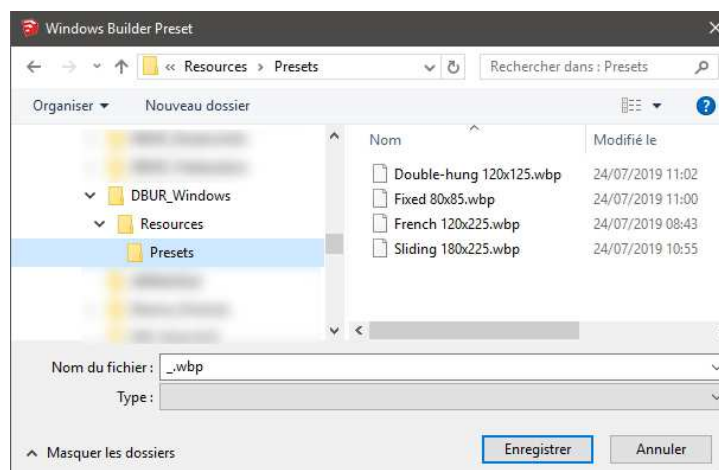 Windows Builder Preset
« Resources > Presets
Rechercher dans : Presets
Organiser
Nouveau dossier
DBUR_Windows
Resources
Presets
Nom
Modifié le
Double-hung 120x125.wbp 24/07/2019 11:02
Fixed 80x85.wbp 24/07/2019 11:00
French 120x225.wbp 24/07/2019 08:43
Sliding 180x225.wbp 24/07/2019 10:55
Nom du fichier : _.wbp
Type :
Masquer les dossiers
Enregistrer
Annuler